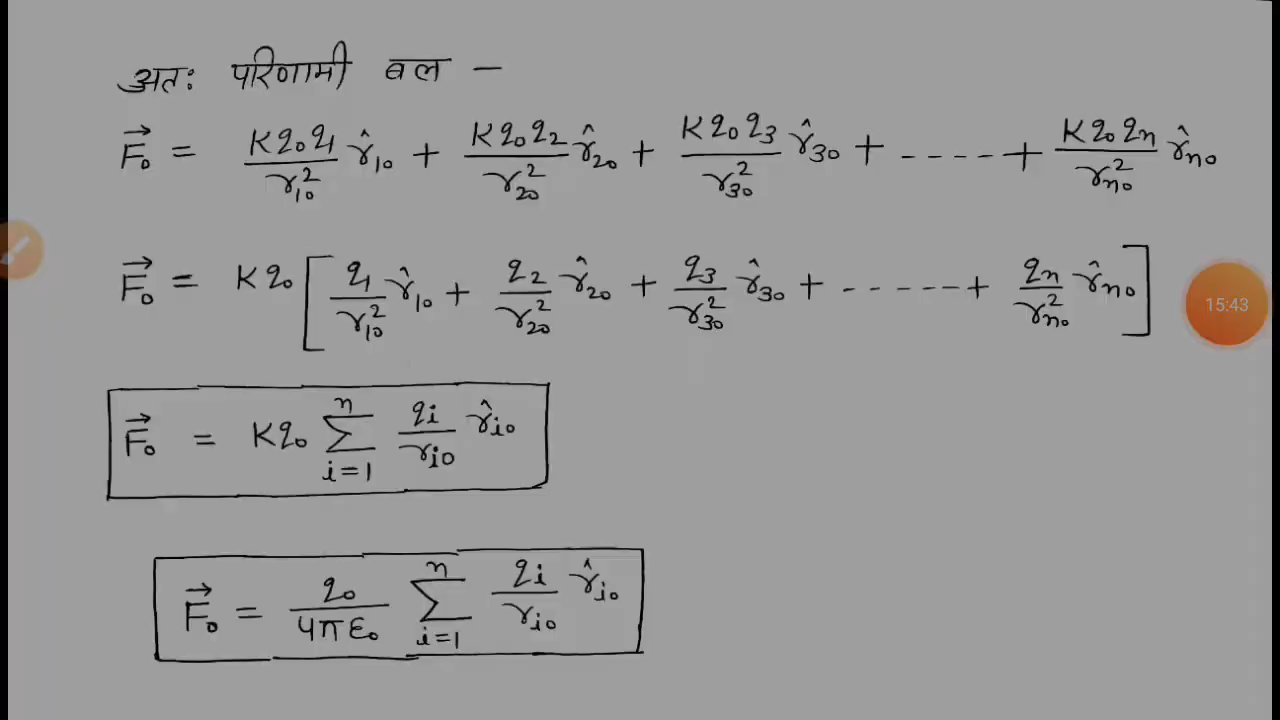 अतः परिणामी बल –
F⃗₀ = Kq₀q₁/r₁₀² r̂₁₀ + Kq₀q₂/r₂₀² r̂₂₀ + Kq₀q₃/r₃₀² r̂₃₀ + ----- + Kq₀qₙ/rₙ₀² r̂ₙ₀
F⃗₀ = Kq₀ [ q₁/r₁₀² r̂₁₀ + q₂/r₂₀² r̂₂₀ + q₃/r₃₀² r̂₃₀ + ------ + qₙ/rₙ₀² r̂ₙ₀ ]
15:43
F⃗₀ = Kq₀ ∑ᵢ₌₁ⁿ qᵢ/rᵢ₀ r̂ᵢ₀
F⃗₀ = q₀/4πε₀ ∑ᵢ₌₁ⁿ qᵢ/rᵢ₀ r̂ᵢ₀